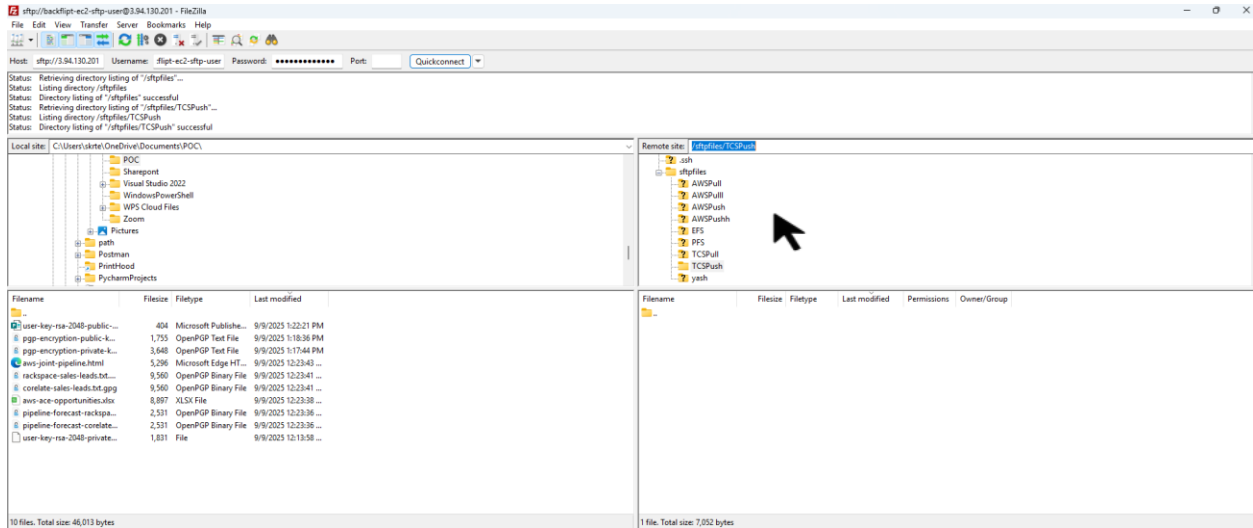 sftp://backflipt-ec2-sftp-user@3.94.130.201 - FileZilla
File Edit View Transfer Server Bookmarks Help
Host: sftp://3.94.130.201 Username: :flipt-ec2-sftp-user Password: ●●●●●●●●●●●●● Port: Quickconnect
Status: Retrieving directory listing of "/sftpfiles"...
Status: Listing directory /sftpfiles
Status: Directory listing of "/sftpfiles" successful
Status: Retrieving directory listing of "/sftpfiles/TCSPush"...
Status: Listing directory /sftpfiles/TCSPush
Status: Directory listing of "/sftpfiles/TCSPush" successful
Local site: C:\Users\skrte\OneDrive\Documents\POC\
POC
Sharepont
Visual Studio 2022
WindowsPowerShell
WPS Cloud Files
Zoom
Pictures
path
Postman
PrintHood
PycharmProjects
Remote site: /sftpfiles/TCSPush
.ssh
sftpfiles
AWSPull
AWSPulll
AWSPush
AWSPushh
EFS
PFS
TCSPull
TCSPush
yash
Filename Filesize Filetype Last modified
..
user-key-rsa-2048-public-... 404 Microsoft Publishe... 9/9/2025 1:22:21 PM
pgp-encryption-public-k... 1,755 OpenPGP Text File 9/9/2025 1:18:36 PM
pgp-encryption-private-k... 3,648 OpenPGP Text File 9/9/2025 1:17:44 PM
aws-joint-pipeline.html 5,296 Microsoft Edge HT... 9/9/2025 12:23:43 ...
rackspace-sales-leads.txt.... 9,560 OpenPGP Binary File 9/9/2025 12:23:41 ...
corelate-sales-leads.txt.gpg 9,560 OpenPGP Binary File 9/9/2025 12:23:41 ...
aws-ace-opportunities.xlsx 8,897 XLSX File 9/9/2025 12:23:38 ...
pipeline-forecast-rackspa... 2,531 OpenPGP Binary File 9/9/2025 12:23:36 ...
pipeline-forecast-corelate... 2,531 OpenPGP Binary File 9/9/2025 12:23:36 ...
user-key-rsa-2048-private... 1,831 File 9/9/2025 12:13:58 ...
10 files. Total size: 46,013 bytes
Filename Filesize Filetype Last modified Permissions Owner/Group
..
1 file. Total size: 7,052 bytes